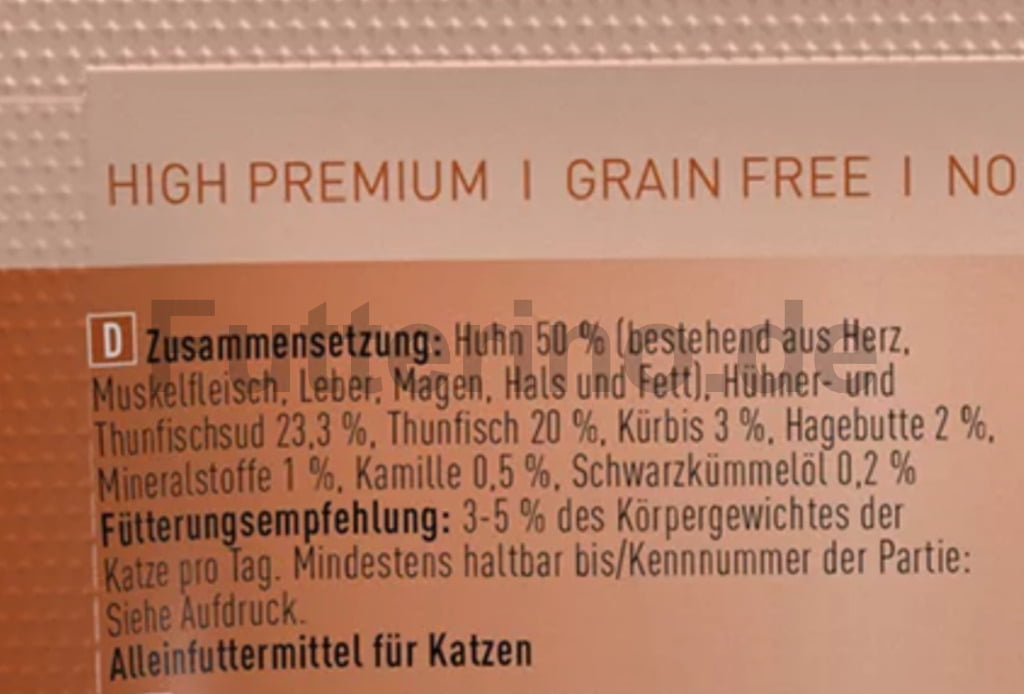 HIGH PREMIUM | GRAIN FREE | NO
Futterino.de
D Zusammensetzung: Huhn 50 % (bestehend aus Herz,
Muskelfleisch, Leber, Magen, Hals und Fett), Hühner- und
Thunfischsud 23,3 %, Thunfisch 20 %, Kürbis 3 %, Hagebutte 2 %,
Mineralstoffe 1 %, Kamille 0,5 %, Schwarzkümmelöl 0,2 %
Fütterungsempfehlung: 3-5 % des Körpergewichtes der
Katze pro Tag. Mindestens haltbar bis/Kennnummer der Partie:
Siehe Aufdruck.
Alleinfuttermittel für Katzen